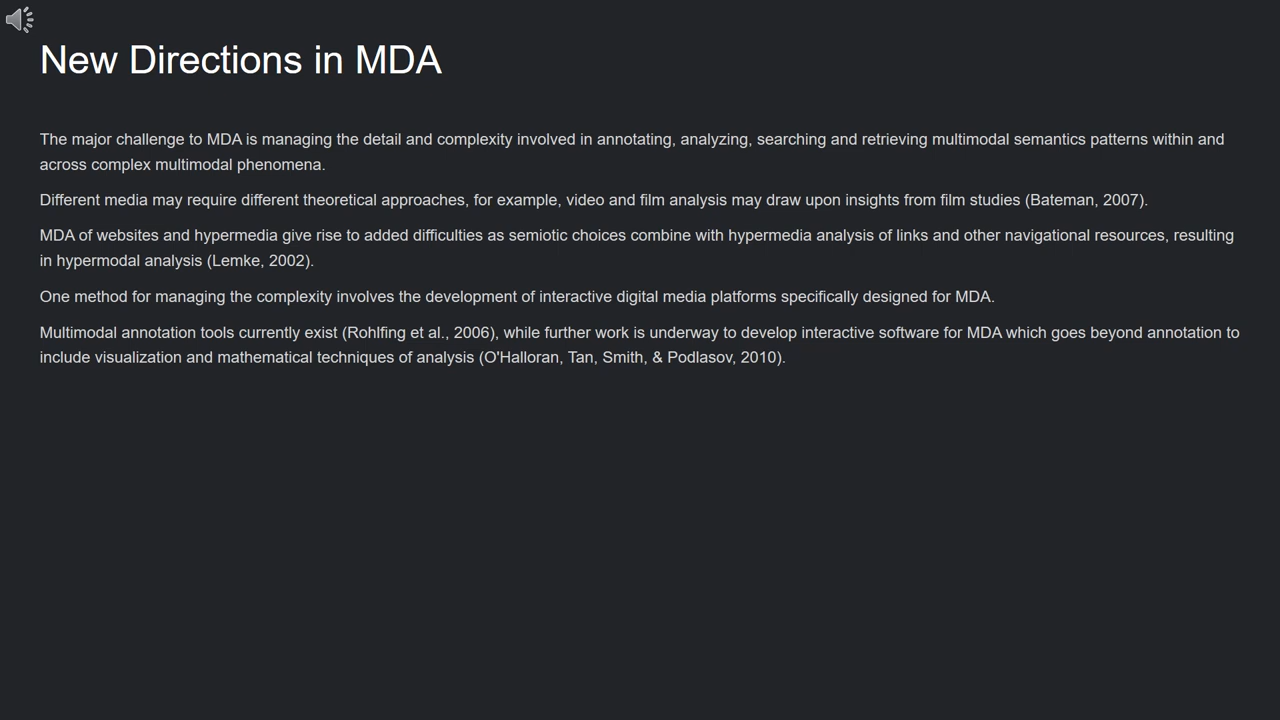 New Directions in MDA
The major challenge to MDA is managing the detail and complexity involved in annotating, analyzing, searching and retrieving multimodal semantics patterns within and
across complex multimodal phenomena.
Different media may require different theoretical approaches, for example, video and film analysis may draw upon insights from film studies (Bateman, 2007).
MDA of websites and hypermedia give rise to added difficulties as semiotic choices combine with hypermedia analysis of links and other navigational resources, resulting
in hypermodal analysis (Lemke, 2002).
One method for managing the complexity involves the development of interactive digital media platforms specifically designed for MDA.
Multimodal annotation tools currently exist (Rohlfing et al., 2006), while further work is underway to develop interactive software for MDA which goes beyond annotation to
include visualization and mathematical techniques of analysis (O'Halloran, Tan, Smith, & Podlasov, 2010).